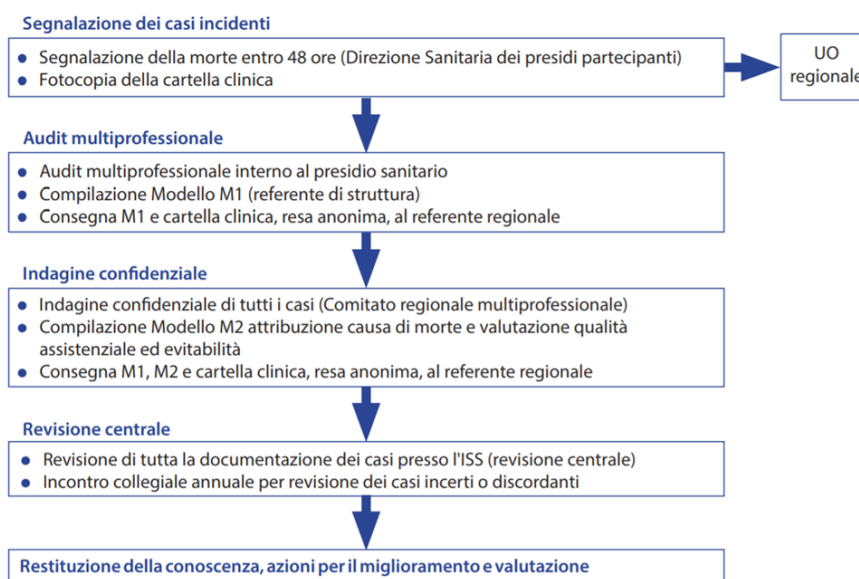 Segnalazione dei casi incidenti
Segnalazione della morte entro 48 ore (Direzione Sanitaria dei presidi partecipanti)
Fotocopia della cartella clinica
UO
regionale
Audit multiprofessionale
Audit multiprofessionale interno al presidio sanitario
Compilazione Modello M1 (referente di struttura)
Consegna M1 e cartella clinica, resa anonima, al referente regionale
Indagine confidenziale
Indagine confidenziale di tutti i casi (Comitato regionale multiprofessionale)
Compilazione Modello M2 attribuzione causa di morte e valutazione qualità
assistenziale ed evitabilità
Consegna M1, M2 e cartella clinica, resa anonima, al referente regionale
Revisione centrale
Revisione di tutta la documentazione dei casi presso l'ISS (revisione centrale)
Incontro collegiale annuale per revisione dei casi incerti o discordanti
Restituzione della conoscenza, azioni per il miglioramento e valutazione